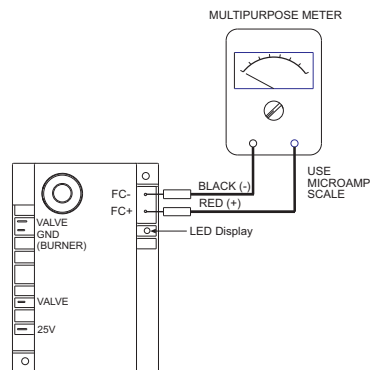 MULTIPURPOSE METER
USE
MICROAMP
SCALE
FC-
BLACK (-)
FC+
RED (+)
LED Display
VALVE
GND
(BURNER)
VALVE
25V